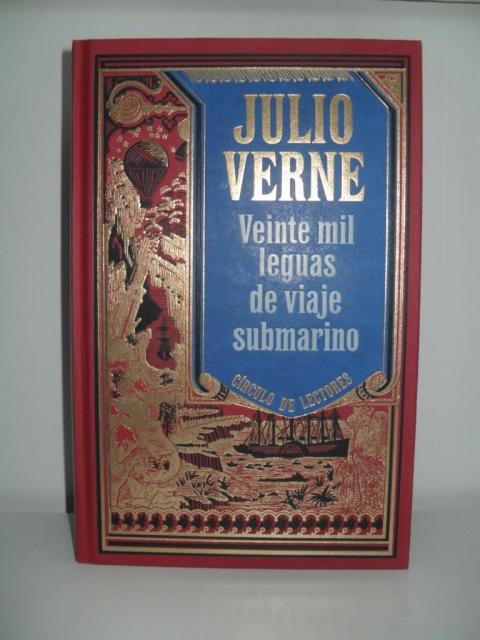 JULIO
VERNE
Veinte mil
leguas
de viaje
submarino
CÍRCULO DE LECTORES